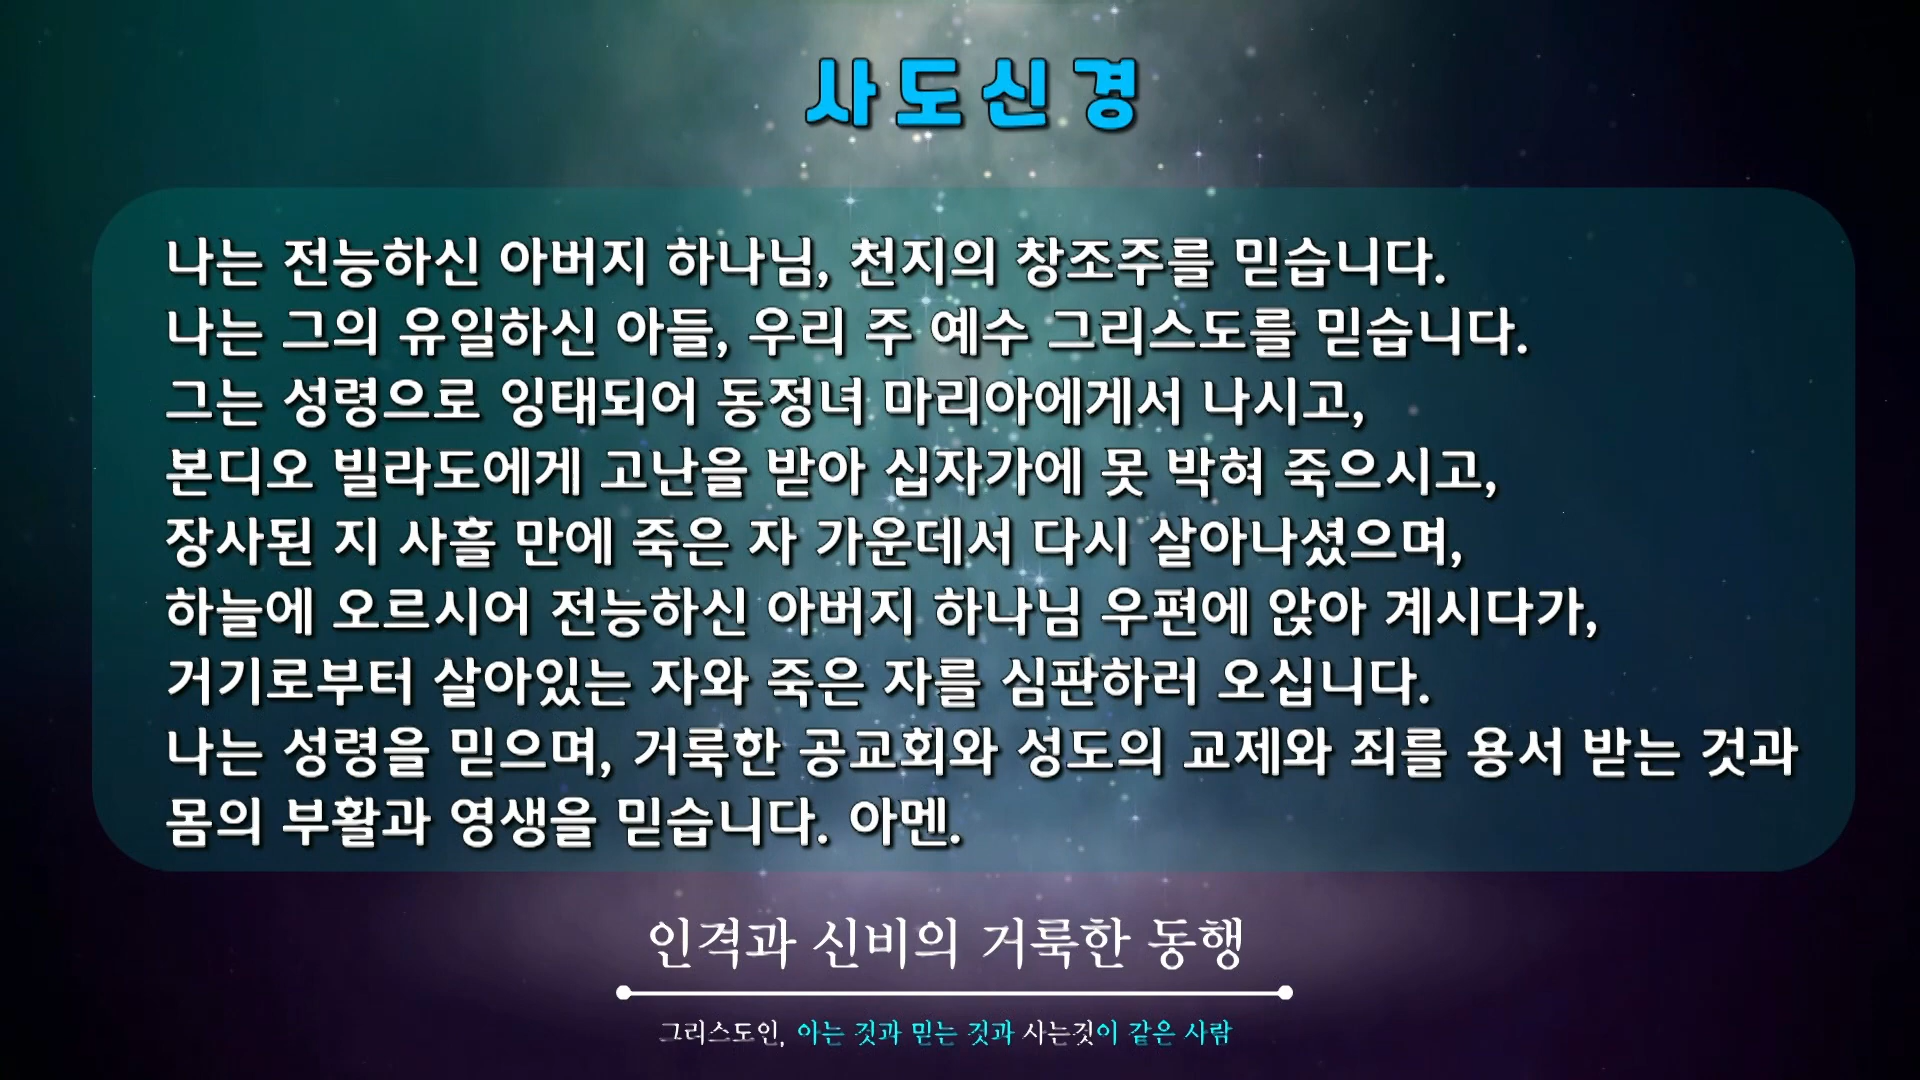 사도신경
나는 전능하신 아버지 하나님, 천지의 창조주를 믿습니다.
나는 그의 유일하신 아들, 우리 주 예수 그리스도를 믿습니다.
그는 성령으로 잉태되어 동정녀 마리아에게서 나시고,
본디오 빌라도에게 고난을 받아 십자가에 못 박혀 죽으시고,
장사된 지 사흘 만에 죽은 자 가운데서 다시 살아나셨으며,
하늘에 오르시어 전능하신 아버지 하나님 우편에 앉아 계시다가,
거기로부터 살아있는 자와 죽은 자를 심판하러 오십니다.
나는 성령을 믿으며, 거룩한 공교회와 성도의 교제와 죄를 용서 받는 것과
몸의 부활과 영생을 믿습니다. 아멘.
인격과 신비의 거룩한 동행
그리스도인, 아는 것과 믿는 것과 사는것이 같은 사람